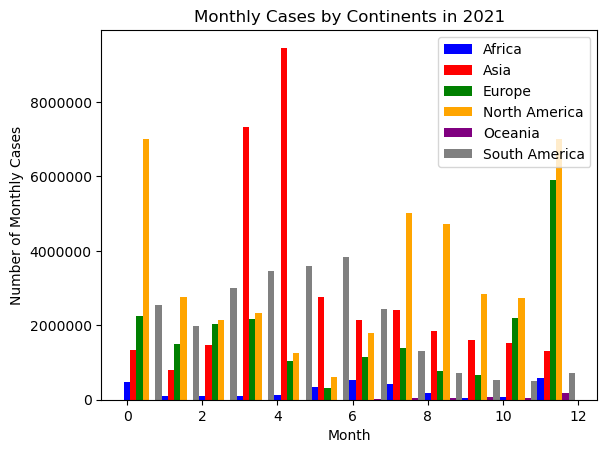 Monthly Cases by Continents in 2021
Number of Monthly Cases
8000000
6000000
4000000
2000000
0
Africa
Asia
Europe
North America
Oceania
South America
0 2 4 6 8 10 12
Month